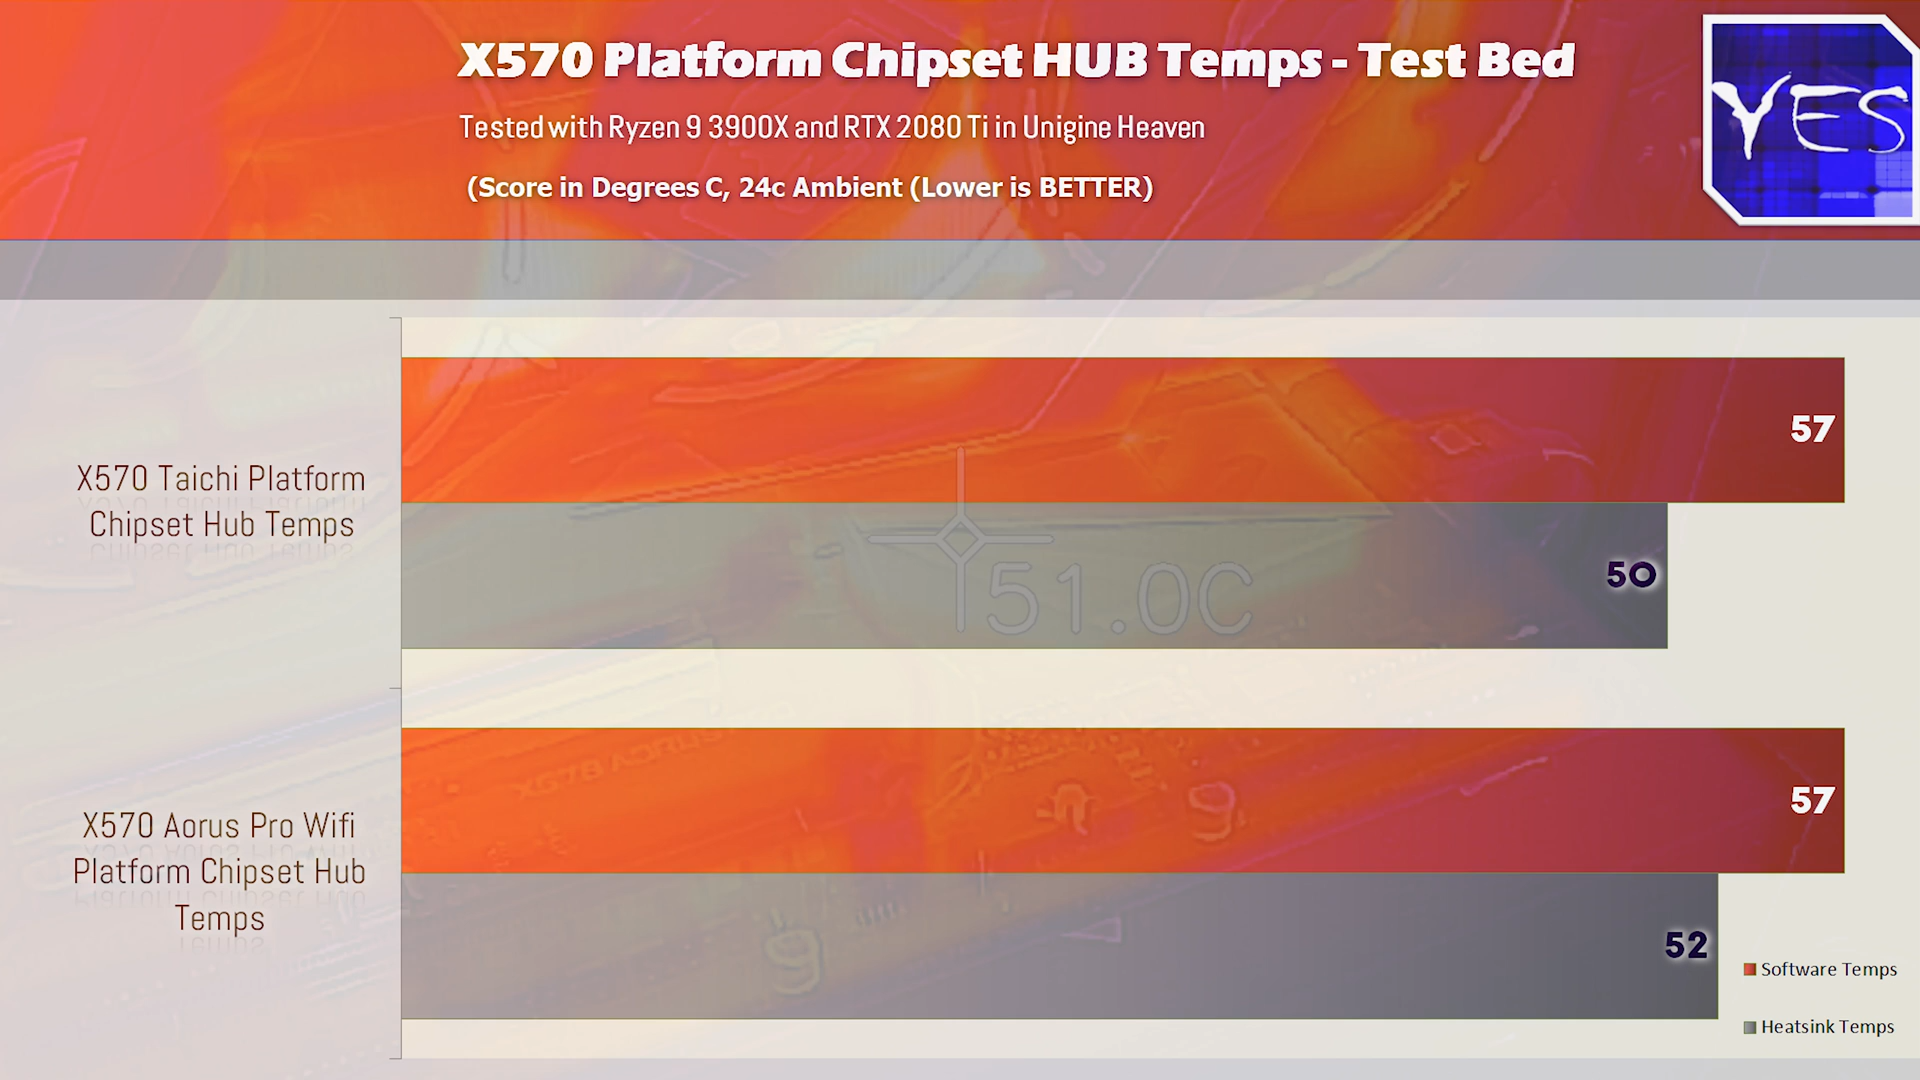 X570 Platform Chipset HUB Temps - Test Bed
Tested with Ryzen 9 3900X and RTX 2080 Ti in Unigine Heaven
(Score in Degrees C, 24c Ambient (Lower is BETTER)
YES
X570 Taichi Platform
Chipset Hub Temps
57
50
51.0C
X570 Aorus Pro Wifi
Platform Chipset Hub
Temps
57
52
Software Temps
Heatsink Temps